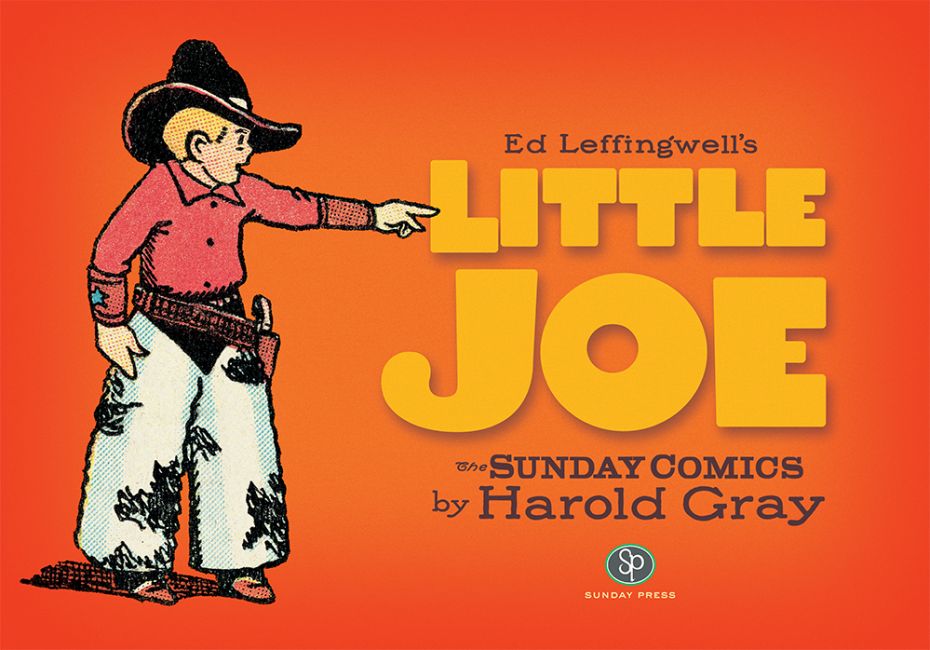 Ed Leffingwell's
LITTLE
JOE
The SUNDAY COMICS
by Harold Gray
Sp
SUNDAY PRESS